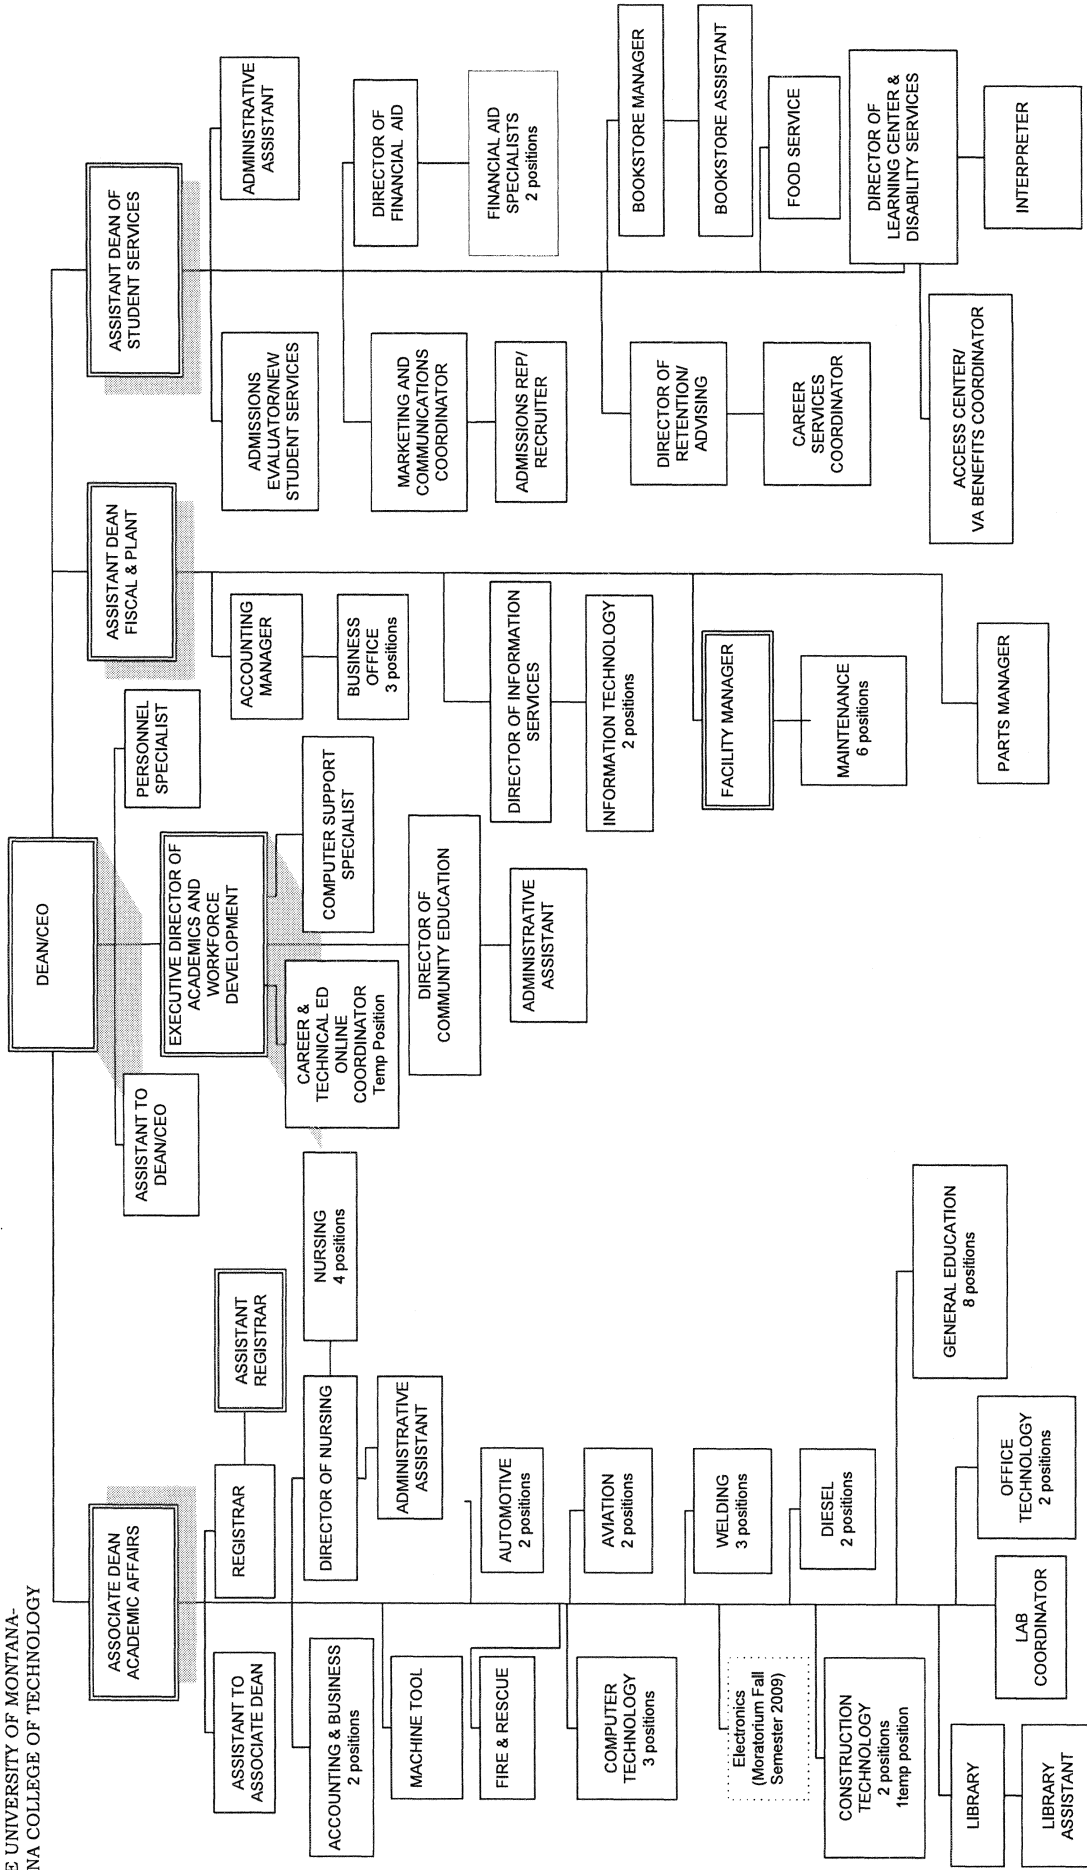 E UNIVERSITY OF MONTANA-
NA COLLEGE OF TECHNOLOGY
DEAN/CEO
ASSISTANT TO
DEAN/CEO
PERSONNEL
SPECIALIST
ASSOCIATE DEAN
ACADEMIC AFFAIRS
ASSISTANT TO
ASSOCIATE DEAN
REGISTRAR
ASSISTANT
REGISTRAR
ACCOUNTING & BUSINESS
2 positions
DIRECTOR OF NURSING
NURSING
4 positions
ADMINISTRATIVE
ASSISTANT
MACHINE TOOL
AUTOMOTIVE
2 positions
FIRE & RESCUE
AVIATION
2 positions
COMPUTER
TECHNOLOGY
3 positions
WELDING
3 positions
Electronics
(Moratorium Fall
Semester 2009)
DIESEL
2 positions
CONSTRUCTION
TECHNOLOGY
2 positions
1temp position
GENERAL EDUCATION
8 positions
LIBRARY
LIBRARY
ASSISTANT
LAB
COORDINATOR
OFFICE
TECHNOLOGY
2 positions
EXECUTIVE DIRECTOR OF
ACADEMICS AND
WORKFORCE
DEVELOPMENT
CAREER &
TECHNICAL ED
ONLINE
COORDINATOR
Temp Position
COMPUTER SUPPORT
SPECIALIST
DIRECTOR OF
COMMUNITY EDUCATION
ADMINISTRATIVE
ASSISTANT
ASSISTANT DEAN
FISCAL & PLANT
ACCOUNTING
MANAGER
BUSINESS
OFFICE
3 positions
DIRECTOR OF INFORMATION
SERVICES
INFORMATION TECHNOLOGY
2 positions
FACILITY MANAGER
MAINTENANCE
6 positions
PARTS MANAGER
ASSISTANT DEAN OF
STUDENT SERVICES
ADMISSIONS
EVALUATOR/NEW
STUDENT SERVICES
ADMINISTRATIVE
ASSISTANT
MARKETING AND
COMMUNICATIONS
COORDINATOR
ADMISSIONS REP/
RECRUITER
DIRECTOR OF
FINANCIAL AID
FINANCIAL AID
SPECIALISTS
2 positions
DIRECTOR OF
RETENTION/
ADVISING
CAREER
SERVICES
COORDINATOR
BOOKSTORE MANAGER
BOOKSTORE ASSISTANT
FOOD SERVICE
DIRECTOR OF
LEARNING CENTER &
DISABILITY SERVICES
ACCESS CENTER/
VA BENEFITS COORDINATOR
INTERPRETER